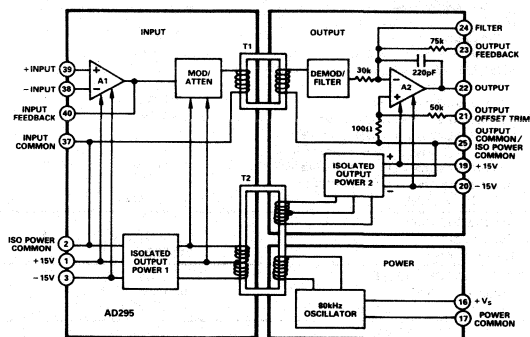 INPUT
OUTPUT
T1
+INPUT
39
+
A1
–INPUT
38
–
INPUT
FEEDBACK
40
INPUT
COMMON
37
MOD/
ATTEN
DEMOD/
FILTER
30k
24
FILTER
75k
23
OUTPUT
FEEDBACK
220pF
–
A2
+
22
OUTPUT
50k
21
OUTPUT
OFFSET TRIM
100Ω
25
OUTPUT
COMMON/
ISO POWER
COMMON
ISOLATED
OUTPUT
POWER 2
+
19
+15V
–
20
–15V
T2
ISO POWER
COMMON
2
+15V
1
–15V
3
ISOLATED
OUTPUT
POWER 1
AD295
POWER
80kHz
OSCILLATOR
16
+VS
17
POWER
COMMON